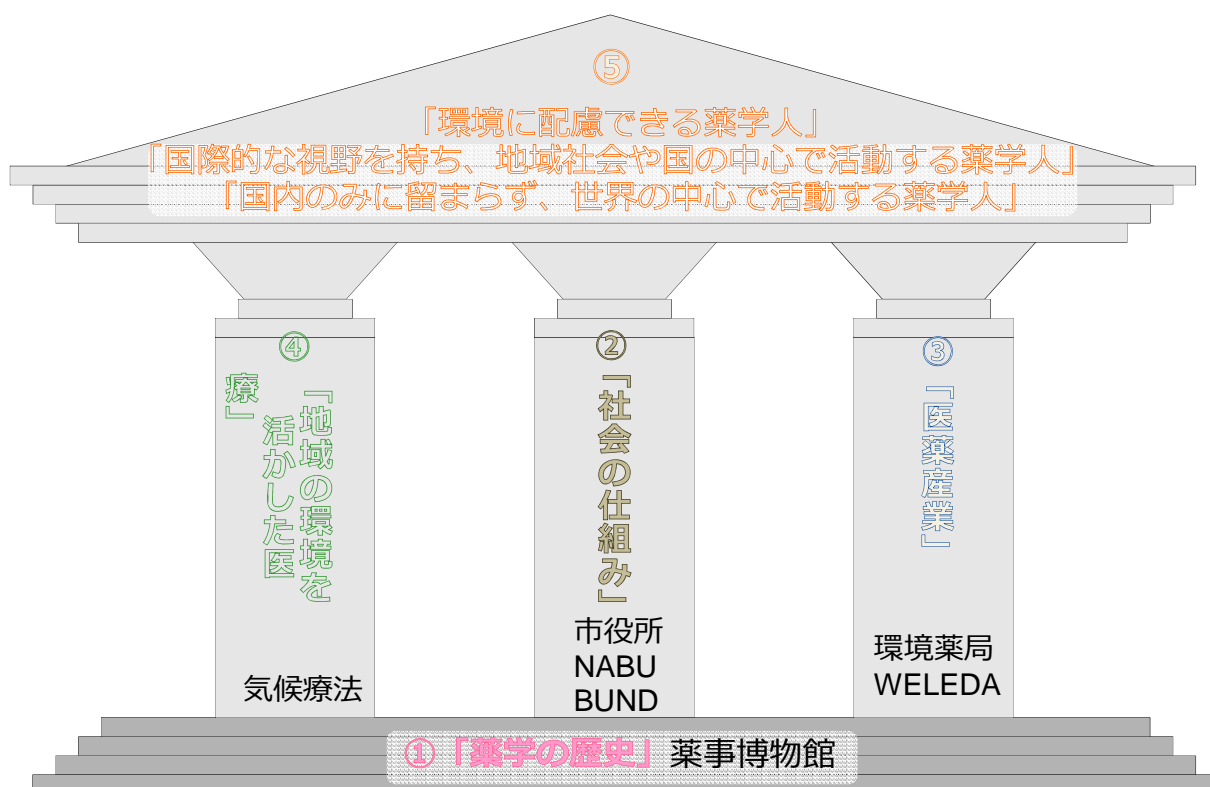 ⑤
「環境に配慮できる薬学人」
「国際的な視野を持ち、地域社会や国の中心で活動する薬学人」
「国内のみに留まらず、世界の中心で活動する薬学人」
④
「地域の環境を
活かした医
療」
気候療法
②
「社会の仕組み」
市役所
NABU
BUND
③
「医薬産業」
環境薬局
WELEDA
①「薬学の歴史」薬事博物館